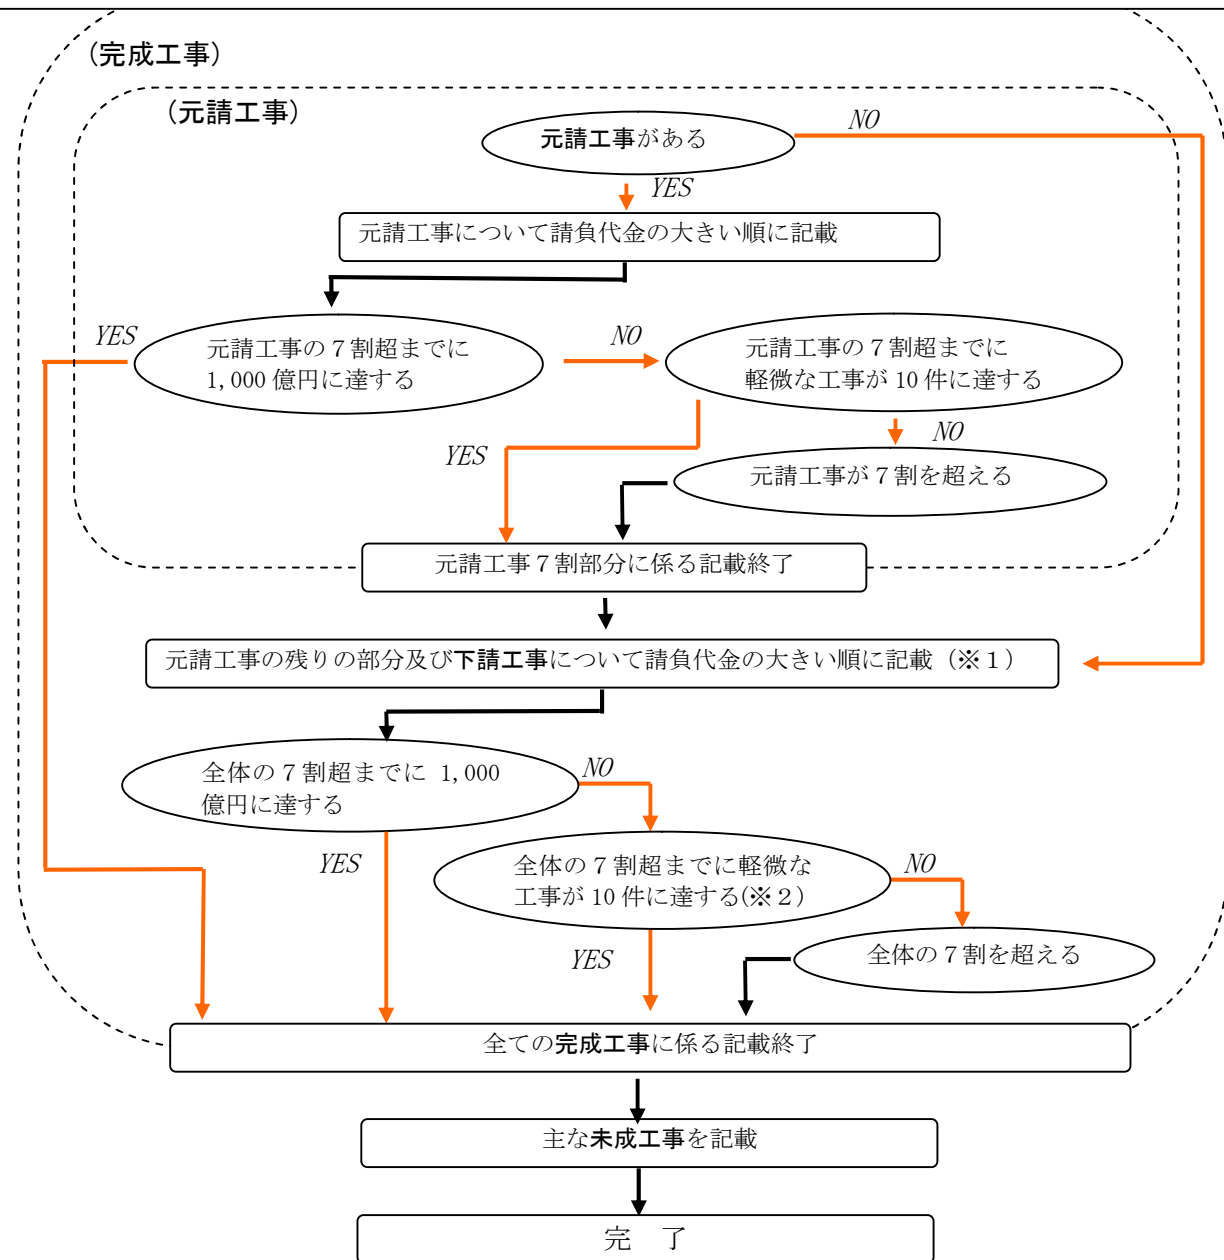 (完成工事)
(元請工事)
元請工事がある
NO
YES
元請工事について請負代金の大きい順に記載
YES
元請工事の７割超までに
1,000 億円に達する
NO
元請工事の７割超までに
軽微な工事が 10 件に達する
YES
NO
元請工事が７割を超える
元請工事７割部分に係る記載終了
元請工事の残りの部分及び下請工事について請負代金の大きい順に記載（※１）
全体の７割超までに 1,000
億円に達する
NO
YES
全体の７割超までに軽微な
工事が 10 件に達する(※２)
NO
YES
全体の７割を超える
全ての完成工事に係る記載終了
主な未成工事を記載
完　了